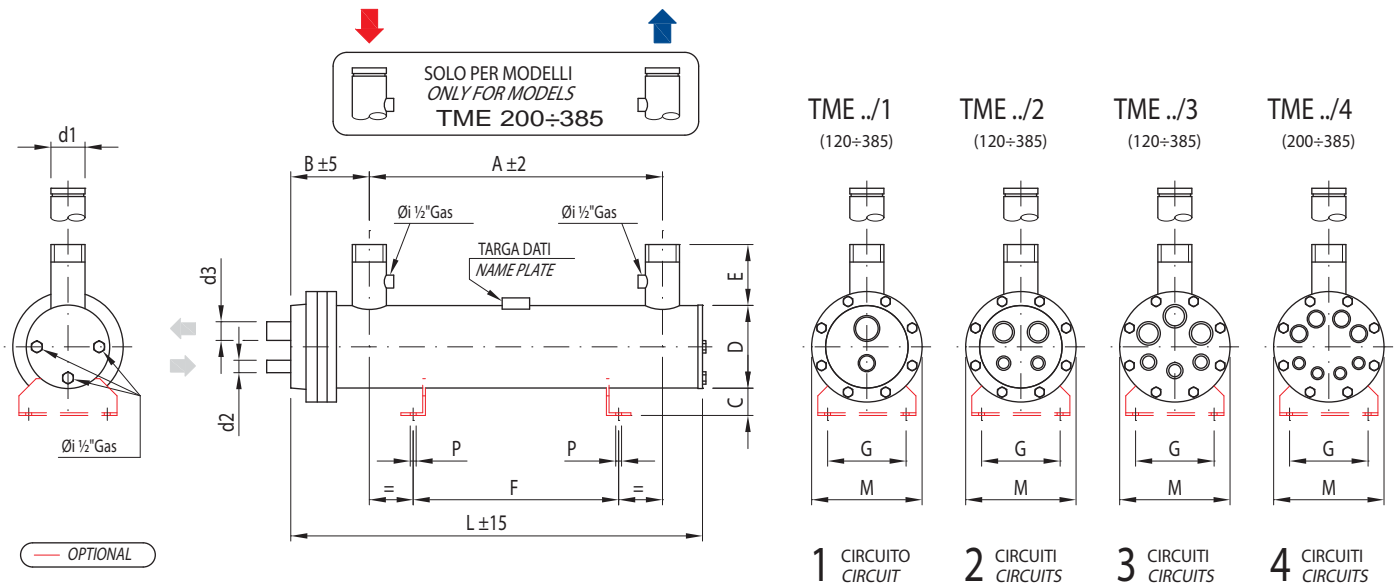 SOLO PER MODELLI
ONLY FOR MODELS
TME 200÷385
TME ../1
(120÷385)
TME ../2
(120÷385)
TME ../3
(120÷385)
TME ../4
(200÷385)
d1
B ±5
A ±2
Øi ½"Gas
Øi ½"Gas
TARGA DATI
NAME PLATE
E
d3
D
d2
C
Øi ½"Gas
P
P
=
F
=
L ±15
G
M
G
M
G
M
G
M
OPTIONAL
1 CIRCUITO
CIRCUIT
2 CIRCUITI
CIRCUITS
3 CIRCUITI
CIRCUITS
4 CIRCUITI
CIRCUITS